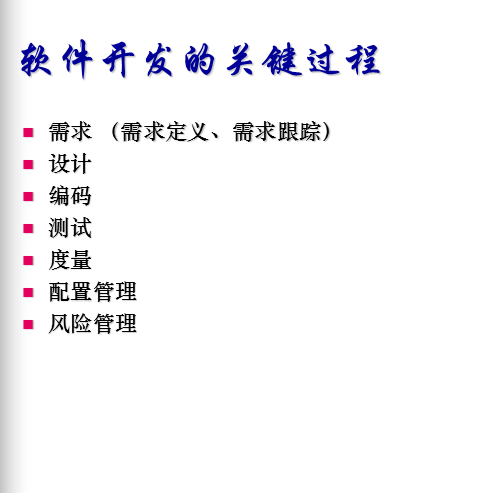 软件开发的关键过程
需求 （需求定义、需求跟踪）
设计
编码
测试
度量
配置管理
风险管理